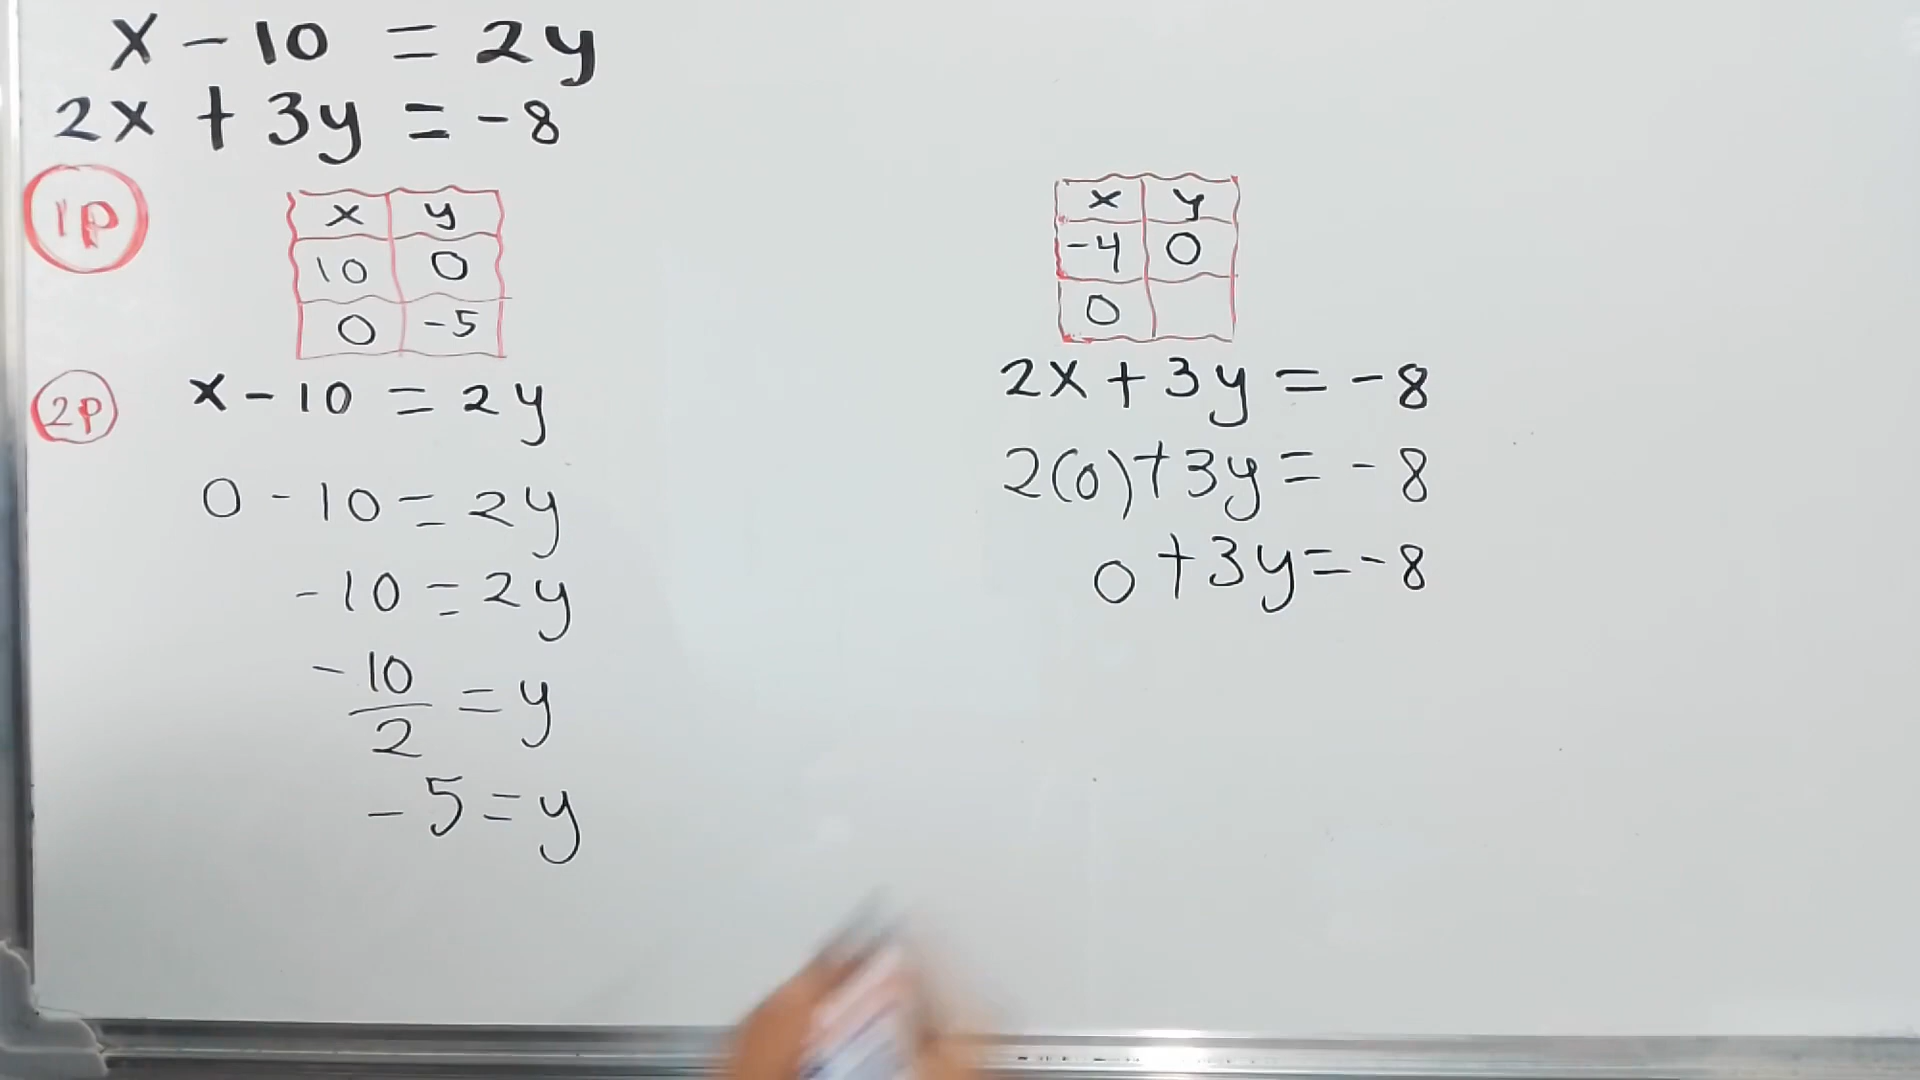 x - 10 = 2y
2x + 3y = -8
1P
x y
10 0
0 -5
2P
x - 10 = 2y
0 - 10 = 2y
-10 = 2y
-10/2 = y
-5 = y
x y
-4 0
0
2x + 3y = -8
2(0) + 3y = -8
0 + 3y = -8